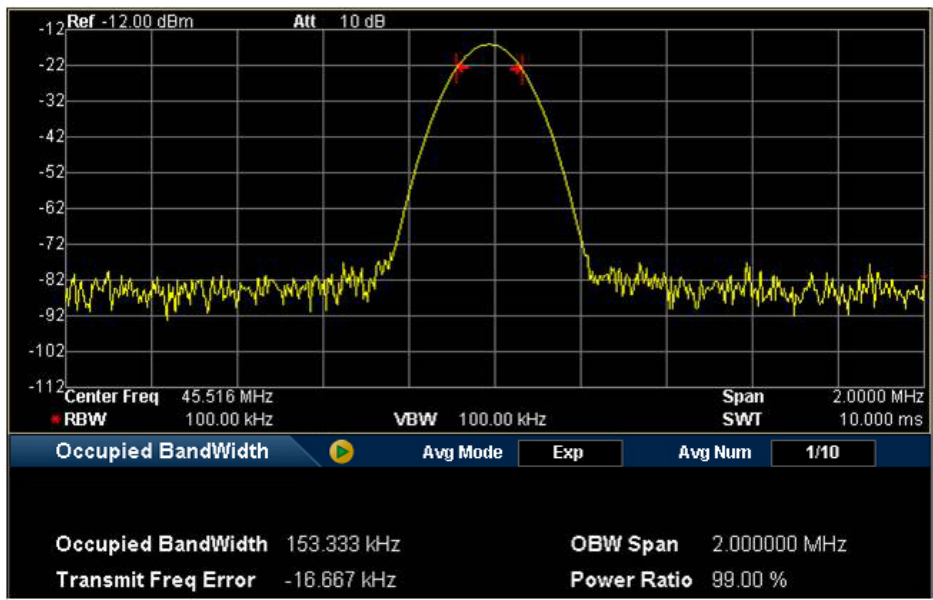 Ref -12.00 dBm Att 10 dB
-12
-22
-32
-42
-52
-62
-72
-82
-92
-102
-112
Center Freq 45.516 MHz Span 2.0000 MHz
* RBW 100.00 kHz VBW 100.00 kHz SWT 10.000 ms
Occupied BandWidth Avg Mode Exp Avg Num 1/10
Occupied BandWidth 153.333 kHz OBW Span 2.000000 MHz
Transmit Freq Error -16.667 kHz Power Ratio 99.00 %